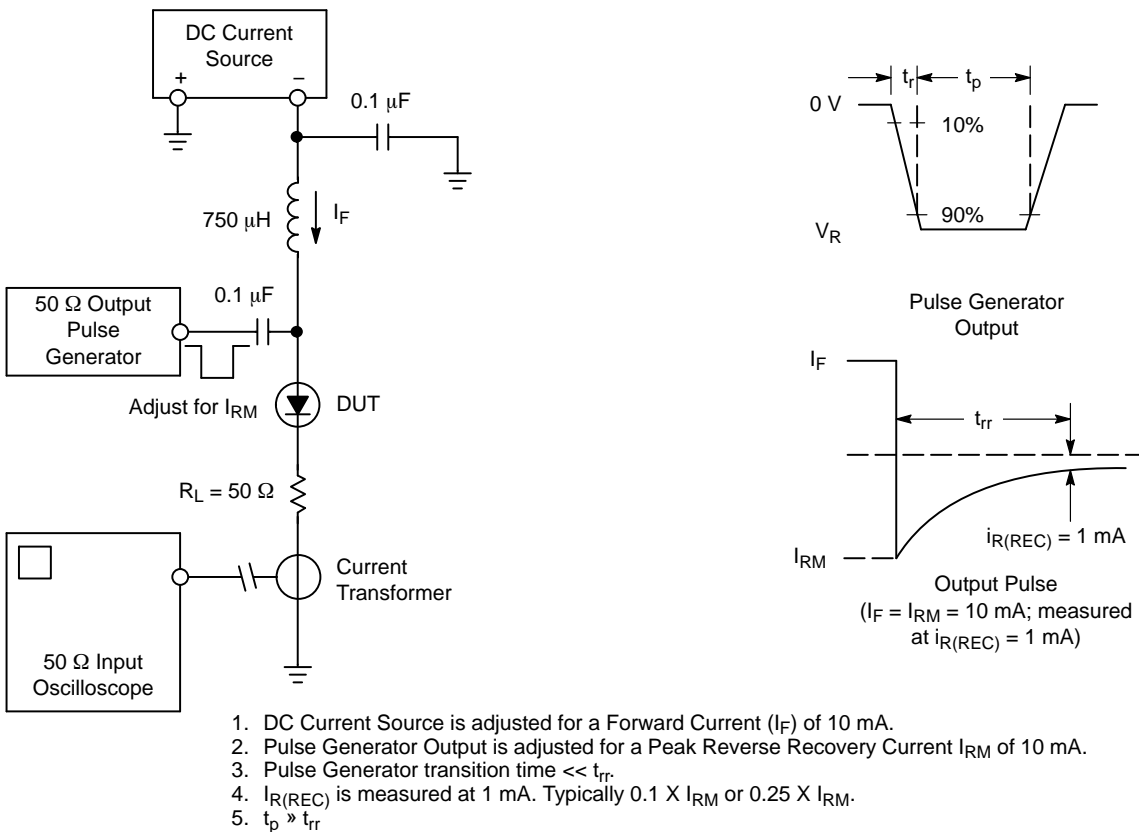 DC Current
Source
+ −
0.1 μF
750 μH
I_F
50 Ω Output
Pulse
Generator
0.1 μF
Adjust for I_RM
DUT
R_L = 50 Ω
Current
Transformer
50 Ω Input
Oscilloscope
t_r t_p
0 V
10%
90%
V_R
Pulse Generator
Output
I_F
t_rr
i_R(REC) = 1 mA
I_RM
Output Pulse
(I_F = I_RM = 10 mA; measured
at i_R(REC) = 1 mA)
1. DC Current Source is adjusted for a Forward Current (I_F) of 10 mA.
2. Pulse Generator Output is adjusted for a Peak Reverse Recovery Current I_RM of 10 mA.
3. Pulse Generator transition time << t_rr.
4. I_R(REC) is measured at 1 mA. Typically 0.1 X I_RM or 0.25 X I_RM.
5. t_p » t_rr